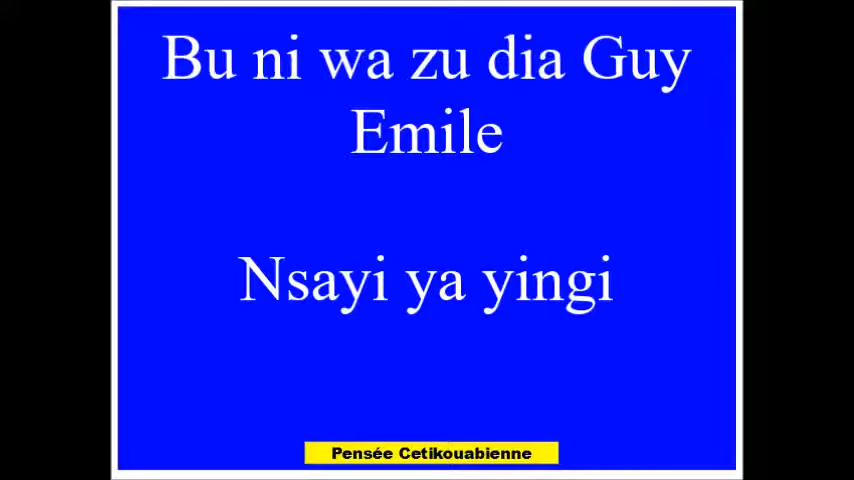 Bu ni wa zu dia Guy
Emile
Nsayi ya yingi
Pensée Cetikouabienne